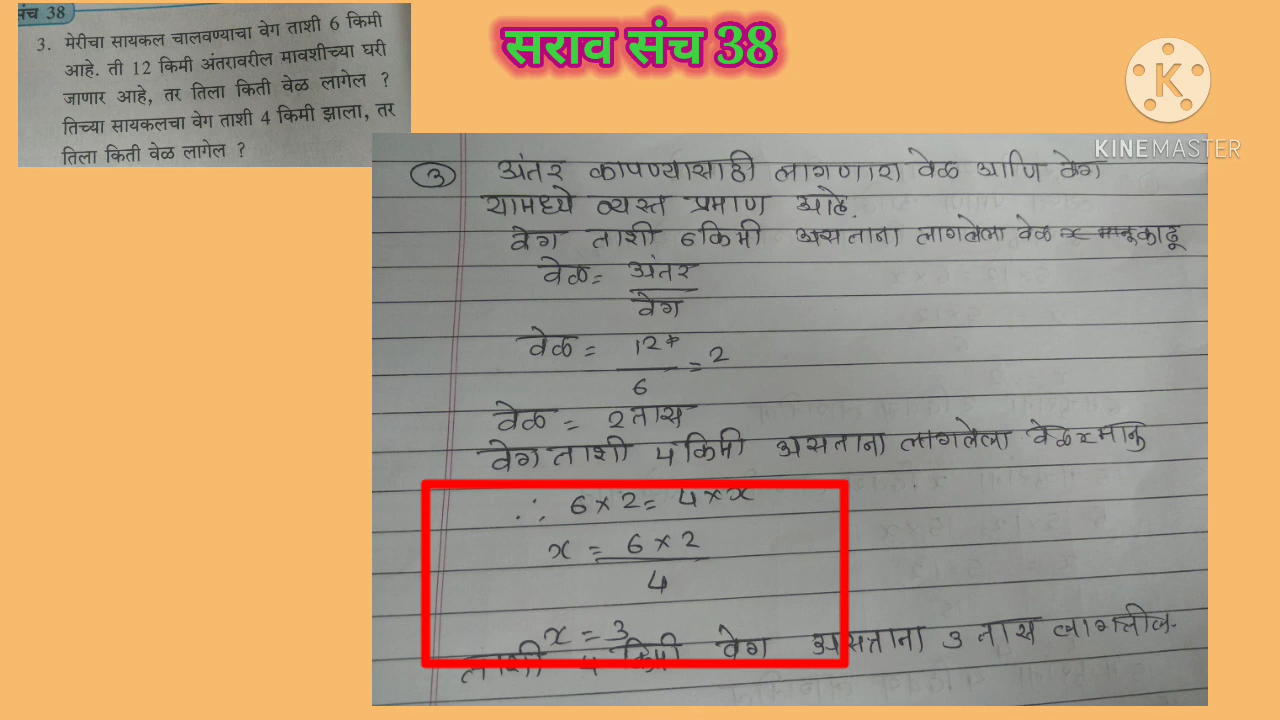 संच 38
3. मेरीचा सायकल चालवण्याचा वेग ताशी 6 किमी
आहे. ती 12 किमी अंतरावरील मावशीच्या घरी
जाणार आहे, तर तिला किती वेळ लागेल ?
तिच्या सायकलचा वेग ताशी 4 किमी झाला, तर
तिला किती वेळ लागेल ?
सराव संच 38
K
KINEMASTER
③ अंतर कापण्यासाठी लागणारा वेळ आणि वेग
यामध्ये व्यस्त प्रमाण आहे.
वेग ताशी 6 किमी असताना लागलेला वेळ काढू
वेळ = अंतर
वेग
वेळ = 12 = 2
6
वेळ = 2 तास
वेग ताशी 4 किमी असताना लागलेला वेळ x मानु
∴ 6 × 2 = 4 × x
x = 6 × 2
4
x = 3
ताशी 4 किमी वेग असताना 3 तास लागतील.